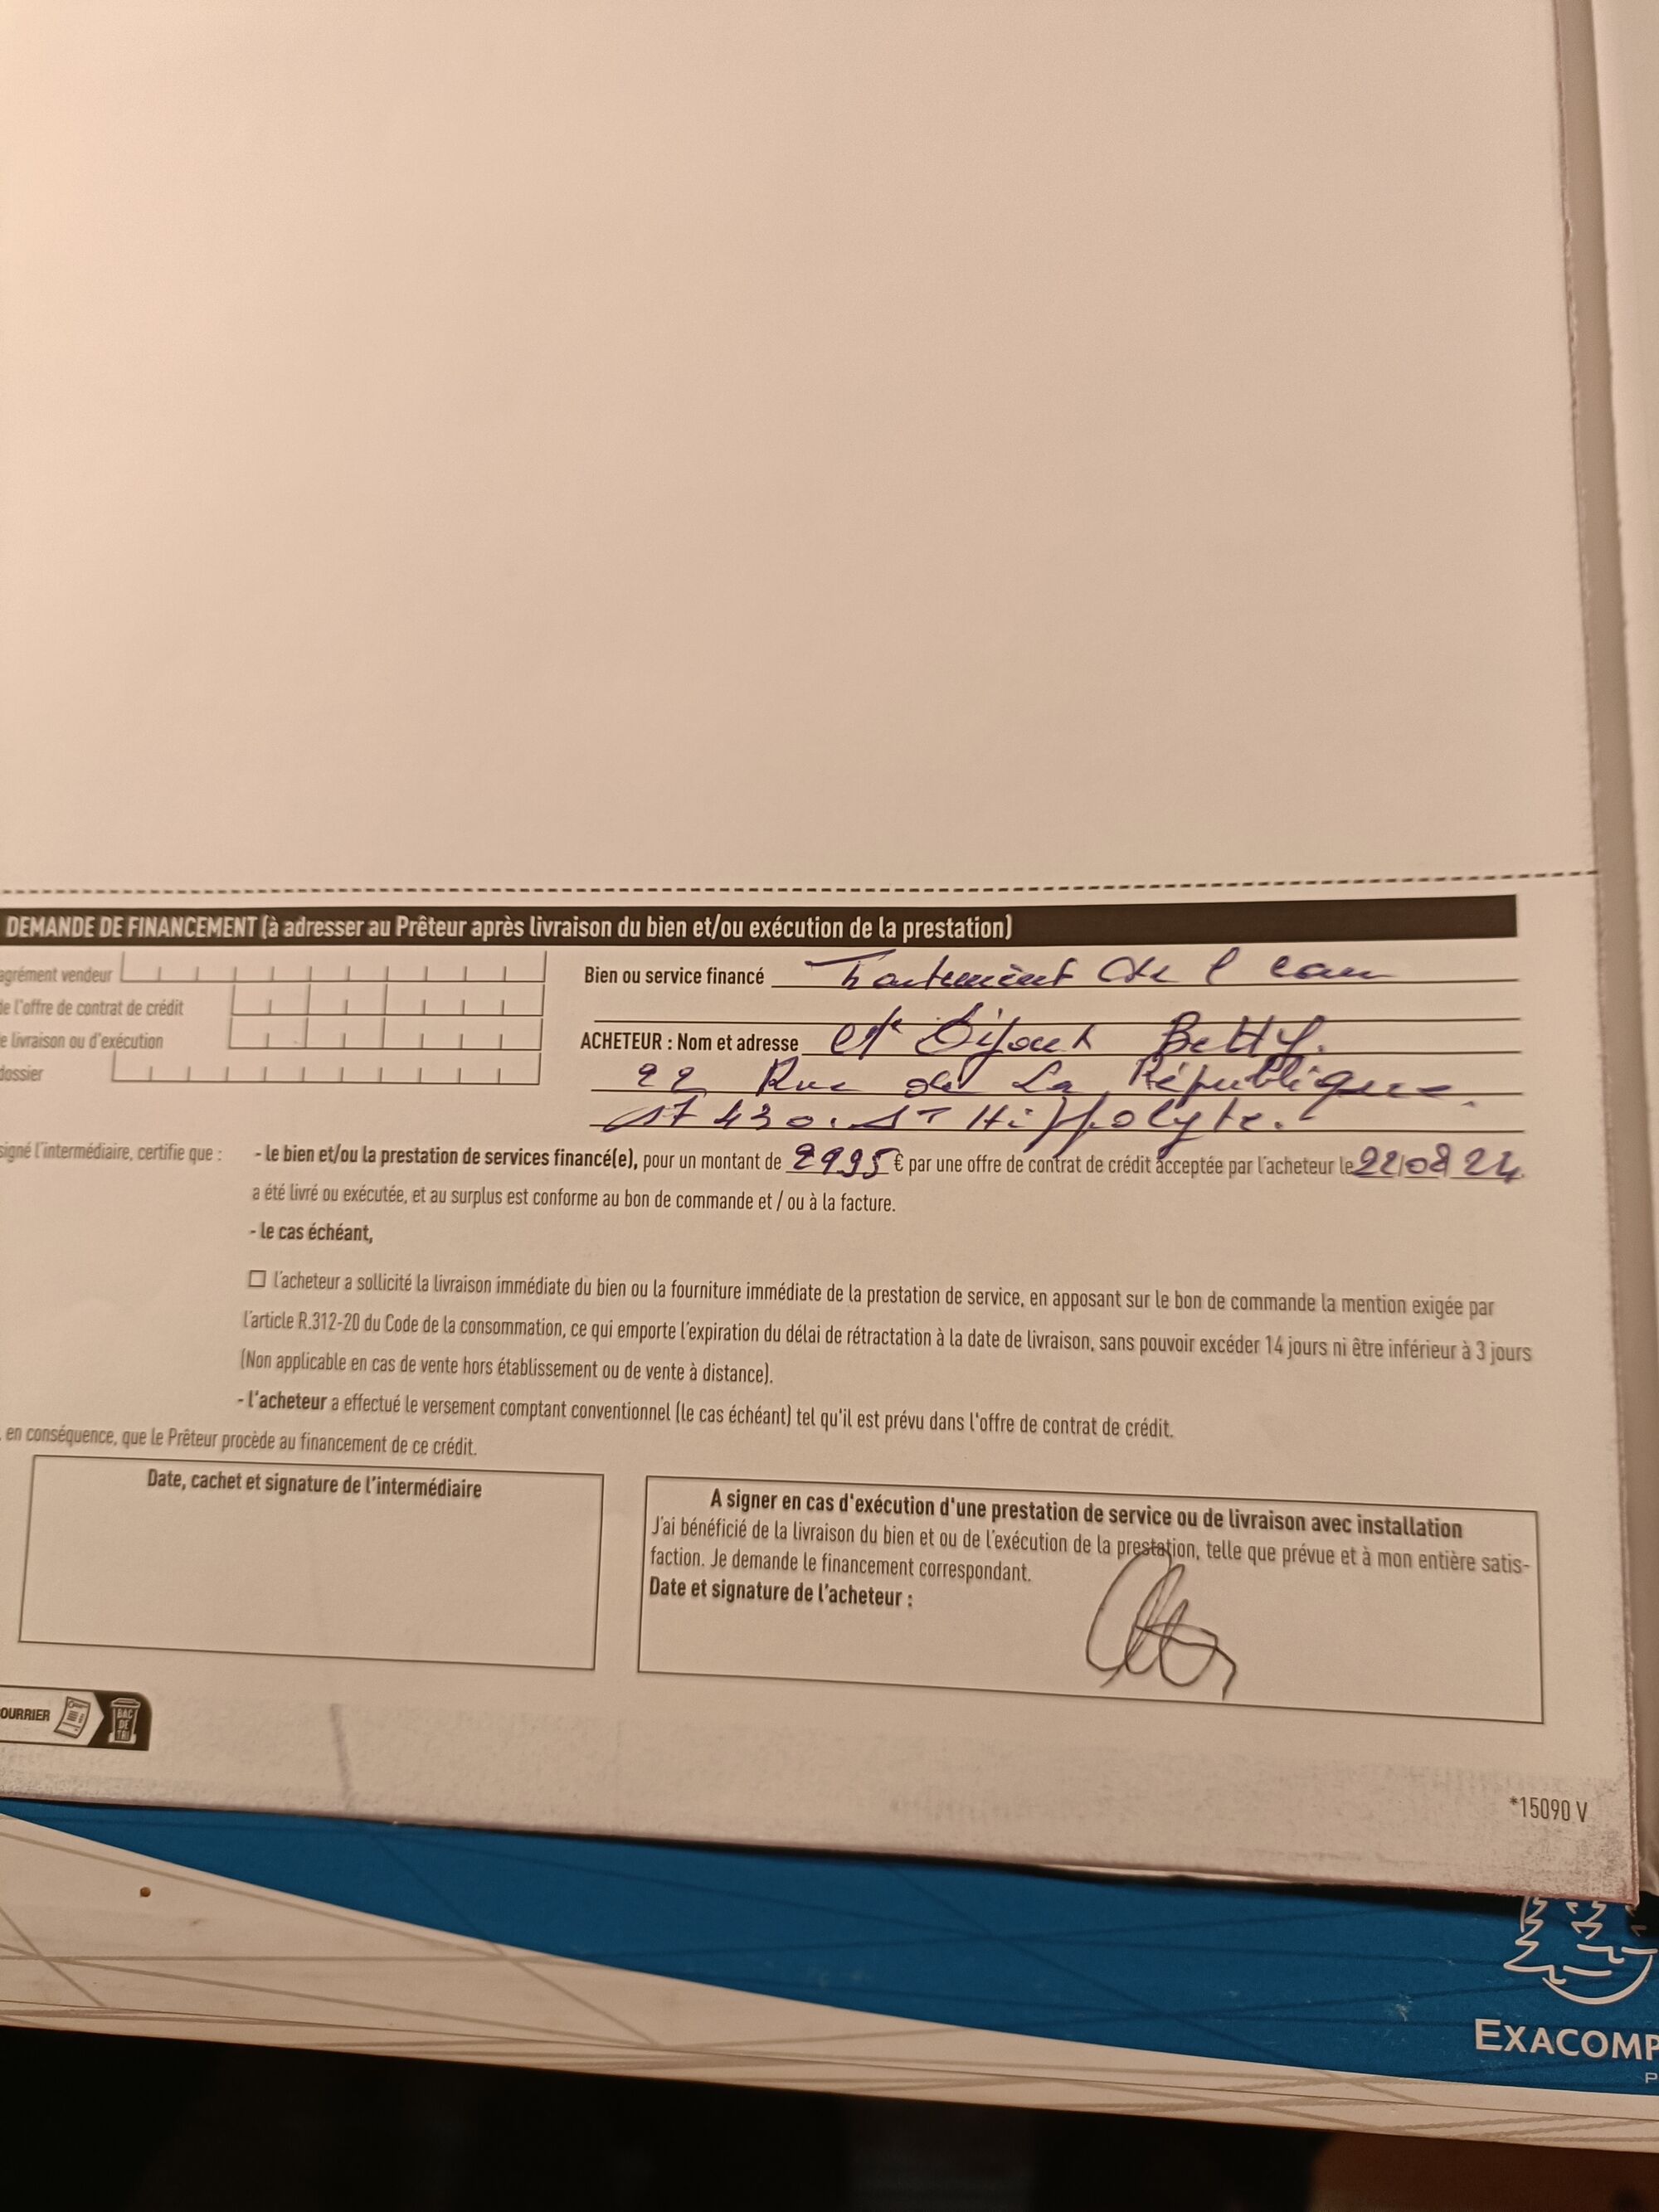 DEMANDE DE FINANCEMENT (à adresser au Prêteur après livraison du bien et/ou exécution de la prestation)
agrément vendeur
de l'offre de contrat de crédit
e livraison ou d'exécution
dossier
Bien ou service financé Traitement de l eau
ACHETEUR : Nom et adresse et Betty.
22 Rue de La République.
17430. ST Hippolyte.
signé l'intermédiaire, certifie que :
- le bien et/ou la prestation de services financé(e), pour un montant de 2995 € par une offre de contrat de crédit acceptée par l'acheteur le 22/08 24
a été livré ou exécutée, et au surplus est conforme au bon de commande et / ou à la facture.
- le cas échéant,
☐ l'acheteur a sollicité la livraison immédiate du bien ou la fourniture immédiate de la prestation de service, en apposant sur le bon de commande la mention exigée par
l'article R.312-20 du Code de la consommation, ce qui emporte l'expiration du délai de rétractation à la date de livraison, sans pouvoir excéder 14 jours ni être inférieur à 3 jours
(Non applicable en cas de vente hors établissement ou de vente à distance).
- l'acheteur a effectué le versement comptant conventionnel (le cas échéant) tel qu'il est prévu dans l'offre de contrat de crédit.
, en conséquence, que le Prêteur procède au financement de ce crédit.
Date, cachet et signature de l'intermédiaire
A signer en cas d'exécution d'une prestation de service ou de livraison avec installation
J'ai bénéficié de la livraison du bien et ou de l'exécution de la prestation, telle que prévue et à mon entière satis-
faction. Je demande le financement correspondant.
Date et signature de l'acheteur :
OURRIER
BAC
DE
TRI
*15090 V
EXACOMP
P